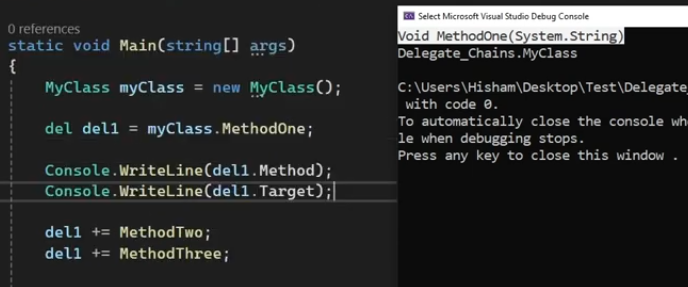 0 references
static void Main(string[] args)
{
MyClass myClass = new MyClass();
del del1 = myClass.MethodOne;
Console.WriteLine(del1.Method);
Console.WriteLine(del1.Target);
del1 += MethodTwo;
del1 += MethodThree;
Select Microsoft Visual Studio Debug Console
Void MethodOne(System.String)
Delegate_Chains.MyClass
C:\Users\Hisham\Desktop\Test\Delegate_
with code 0.
To automatically close the console whe
le when debugging stops.
Press any key to close this window .